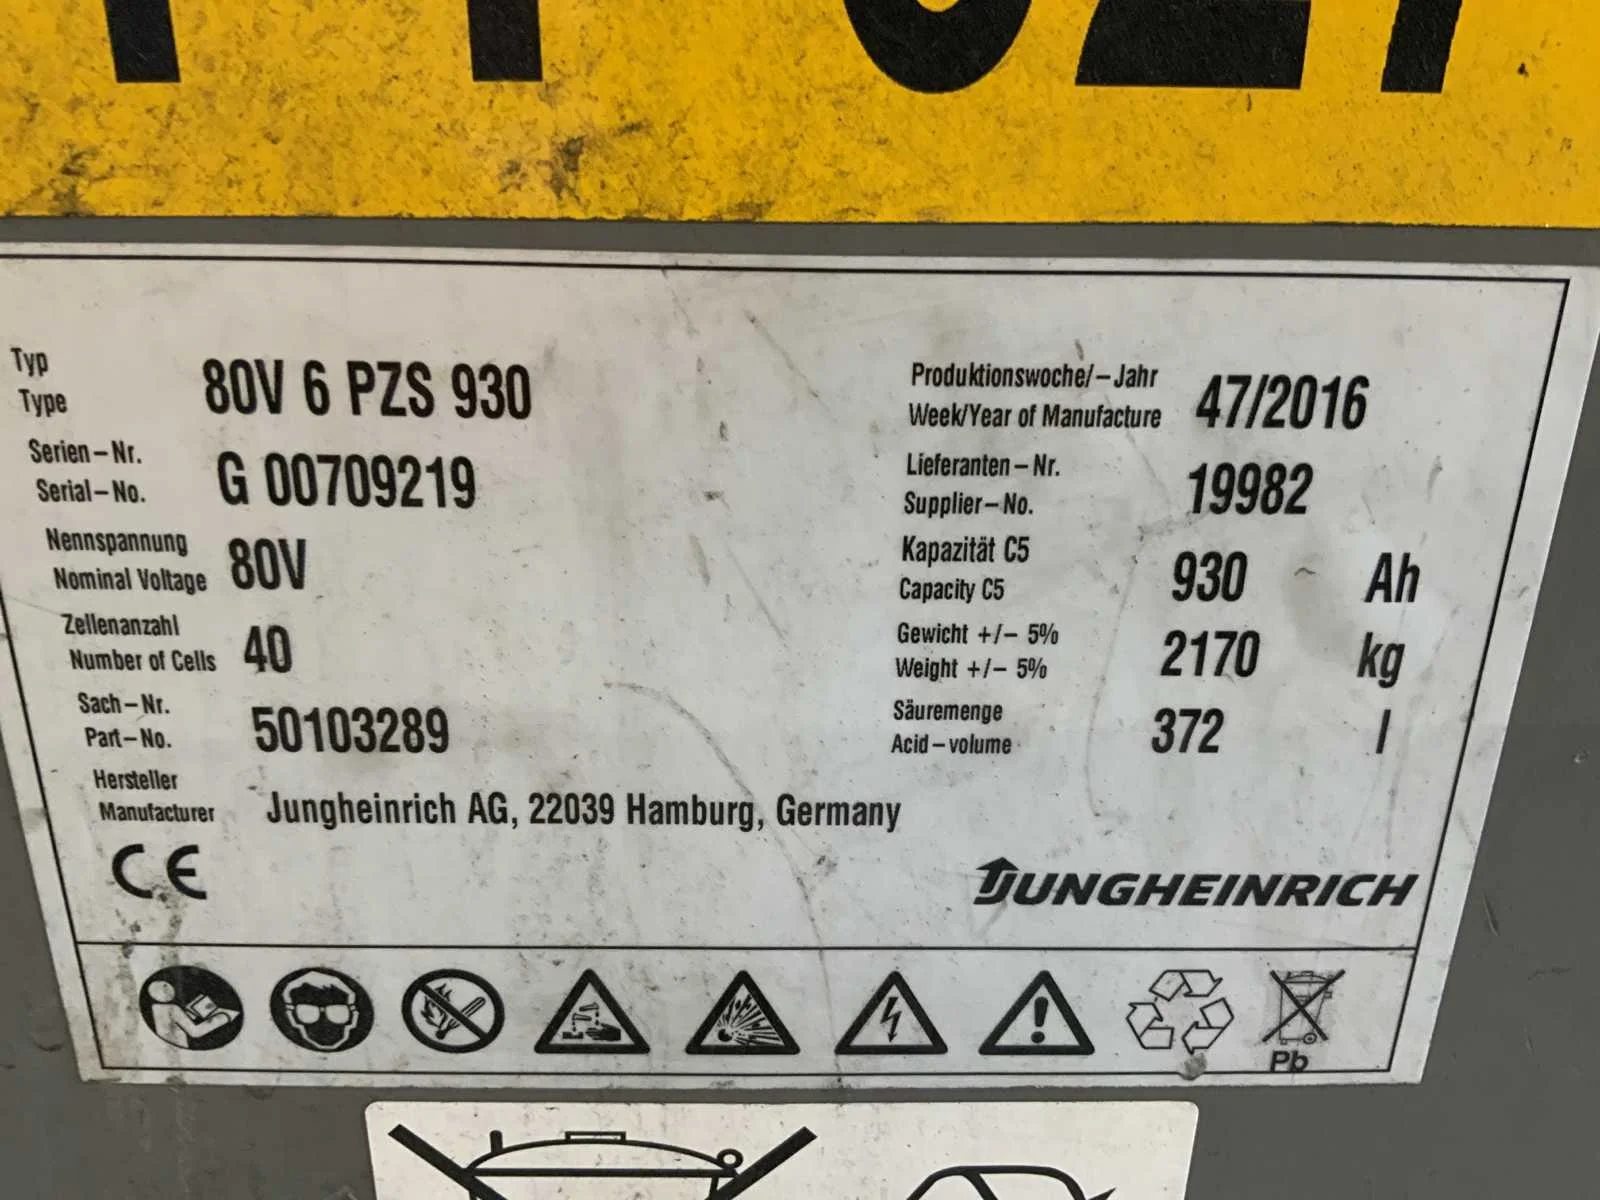 Typ
Type 80V 6 PZS 930
Serien-Nr.
Serial-No. G 00709219
Nennspannung
Nominal Voltage 80V
Zellenanzahl
Number of Cells 40
Sach-Nr.
Part-No. 50103289
Hersteller
Manufacturer Jungheinrich AG, 22039 Hamburg, Germany
CE
Produktionswoche/-Jahr
Week/Year of Manufacture 47/2016
Lieferanten-Nr.
Supplier-No. 19982
Kapazität C5
Capacity C5 930 Ah
Gewicht +/- 5%
Weight +/- 5% 2170 kg
Säuremenge
Acid-volume 372 l
JUNGHEINRICH
Pb